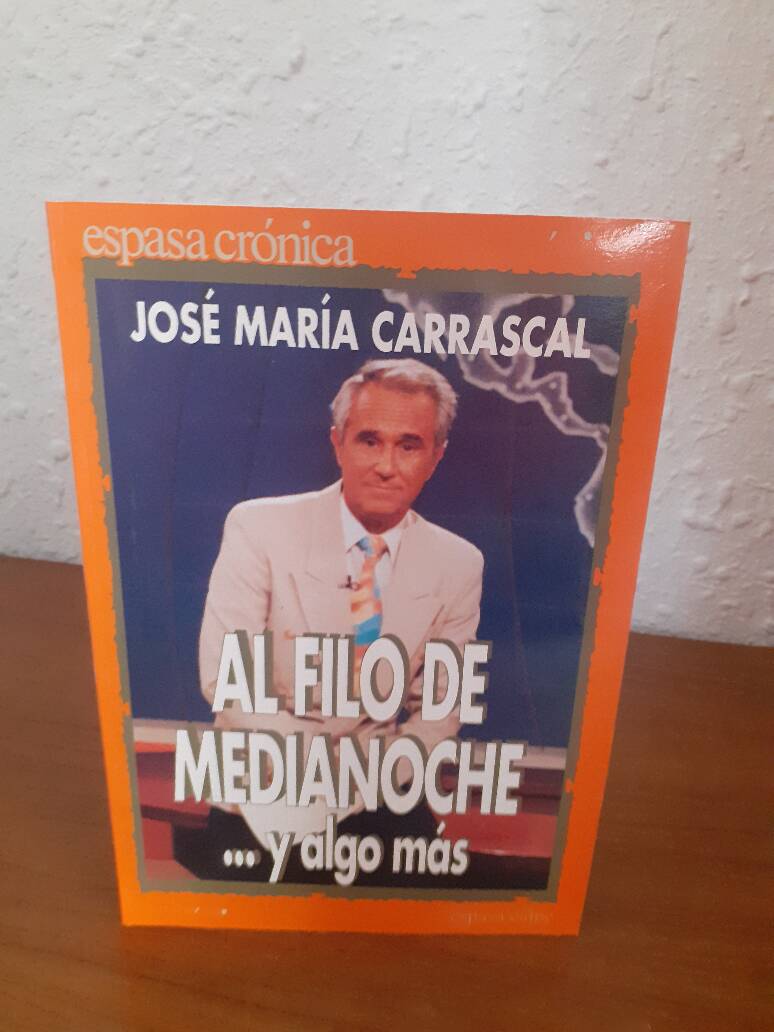 espasa crónica
JOSÉ MARÍA CARRASCAL
AL FILO DE
MEDIANOCHE
... y algo más